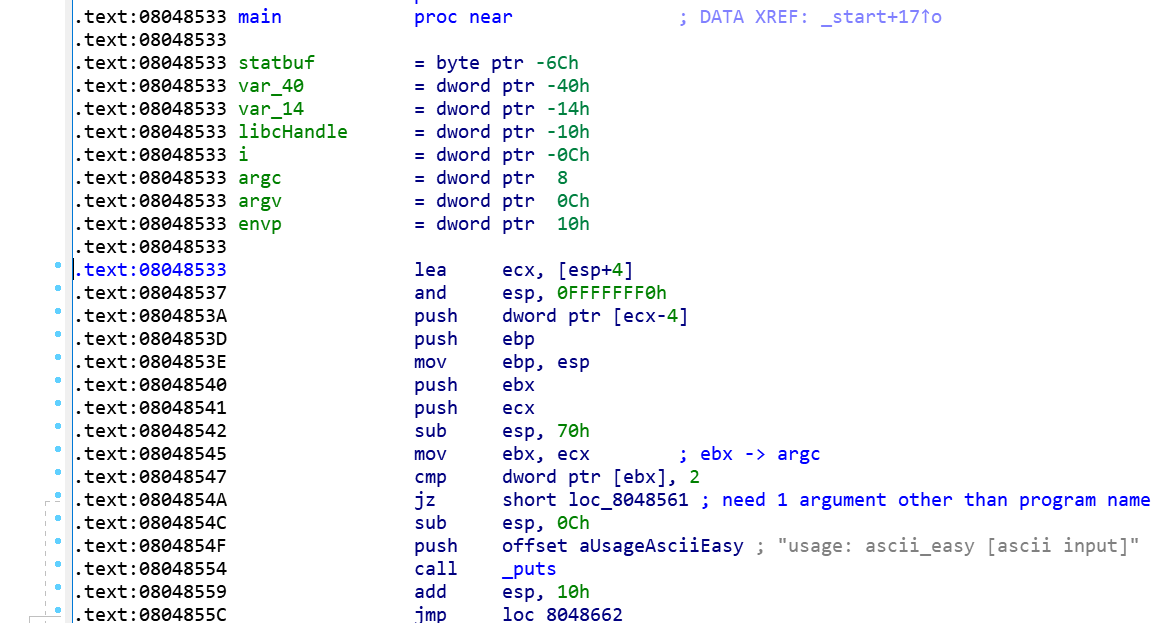 .text:08048533 main proc near ; DATA XREF: _start+17↑o
.text:08048533
.text:08048533 statbuf = byte ptr -6Ch
.text:08048533 var_40 = dword ptr -40h
.text:08048533 var_14 = dword ptr -14h
.text:08048533 libcHandle = dword ptr -10h
.text:08048533 i = dword ptr -0Ch
.text:08048533 argc = dword ptr 8
.text:08048533 argv = dword ptr 0Ch
.text:08048533 envp = dword ptr 10h
.text:08048533
.text:08048533 lea ecx, [esp+4]
.text:08048537 and esp, 0FFFFFFF0h
.text:0804853A push dword ptr [ecx-4]
.text:0804853D push ebp
.text:0804853E mov ebp, esp
.text:08048540 push ebx
.text:08048541 push ecx
.text:08048542 sub esp, 70h
.text:08048545 mov ebx, ecx ; ebx -> argc
.text:08048547 cmp dword ptr [ebx], 2
.text:0804854A jz short loc_8048561 ; need 1 argument other than program name
.text:0804854C sub esp, 0Ch
.text:0804854F push offset aUsageAsciiEasy ; "usage: ascii_easy [ascii input]"
.text:08048554 call _puts
.text:08048559 add esp, 10h
.text:0804855C jmp loc_8048662